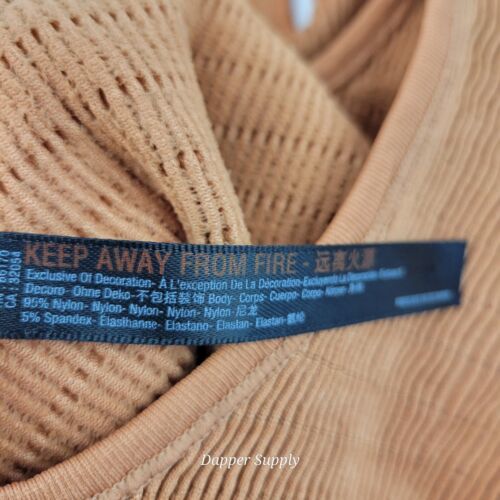 KEEP AWAY FROM FIRE - 远离火源
Exclusive Of Decoration- À L'exception De La Décoration-
Decoro- Ohne Deko- 不包括装饰 Body- Corps- Cuerpo- Corpo-
95% Nylon- Nylon- Nylon- Nylon- Nylon- 尼龙
5% Spandex- Elasthanne- Elastano- Elastan- Elastan- 氨纶
CA 32054
Dapper Supply